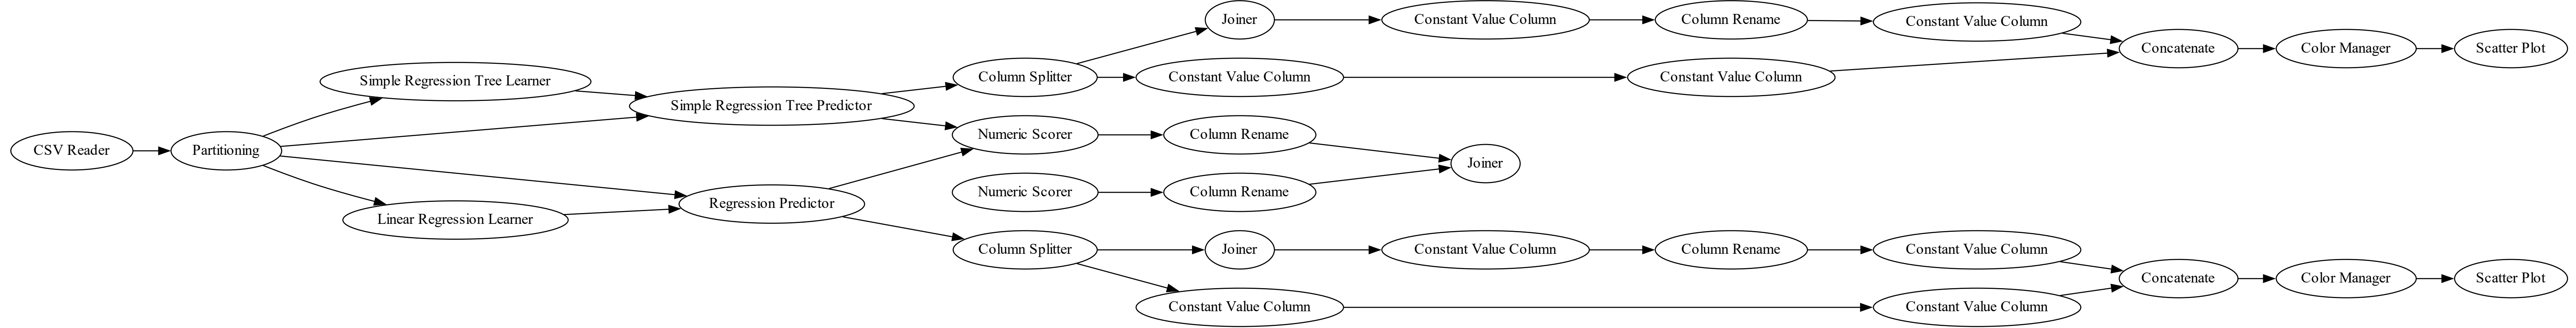 CSV Reader
Partitioning
Simple Regression Tree Learner
Linear Regression Learner
Simple Regression Tree Predictor
Regression Predictor
Column Splitter
Numeric Scorer
Numeric Scorer
Column Splitter
Joiner
Constant Value Column
Column Rename
Column Rename
Joiner
Constant Value Column
Constant Value Column
Joiner
Constant Value Column
Column Rename
Constant Value Column
Column Rename
Constant Value Column
Constant Value Column
Constant Value Column
Concatenate
Concatenate
Color Manager
Color Manager
Scatter Plot
Scatter Plot